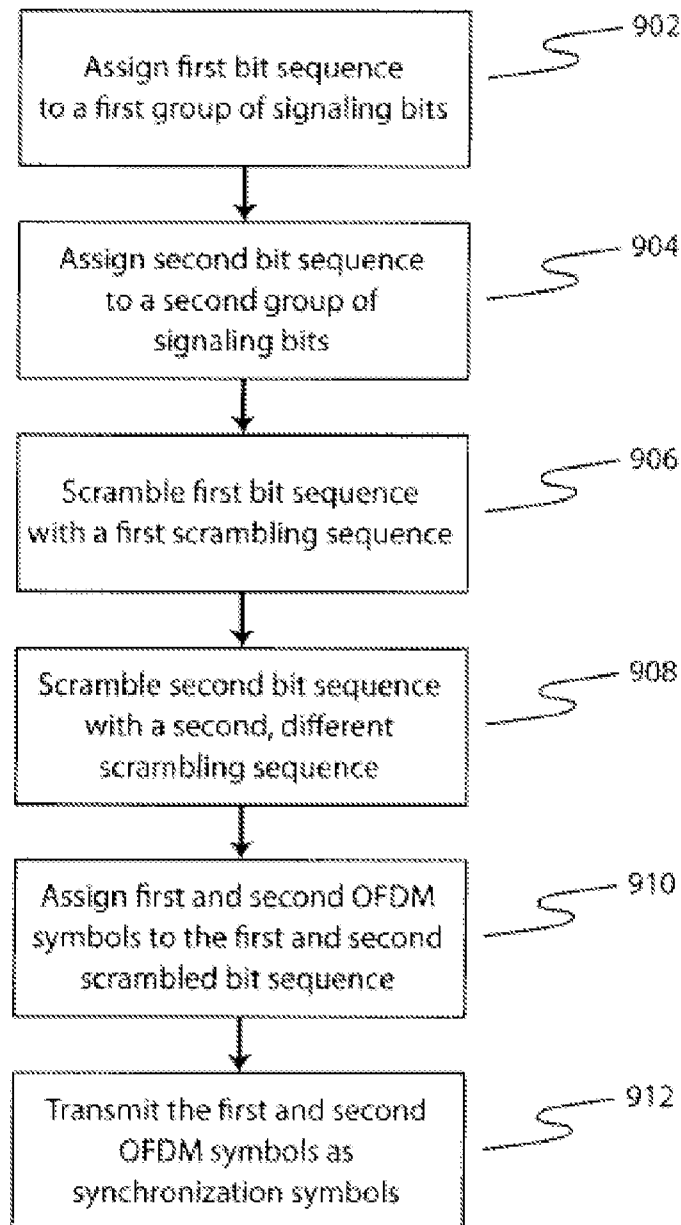 902
Assign first bit sequence
to a first group of signaling bits
904
Assign second bit sequence
to a second group of
signaling bits
906
Scramble first bit sequence
with a first scrambling sequence
908
Scramble second bit sequence
with a second, different
scrambling sequence
910
Assign first and second OFDM
symbols to the first and second
scrambled bit sequence
912
Transmit the first and second
OFDM symbols as
synchronization symbols